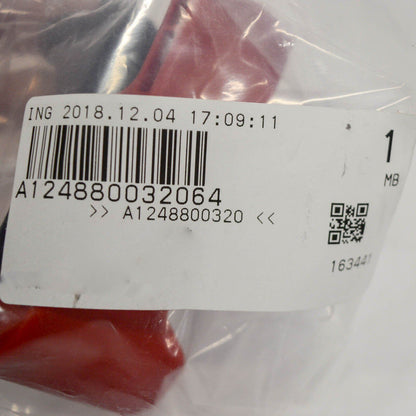 ING 2018.12.04 17:09:11
1
MB
A124880032064
>> A1248800320 <<
163441